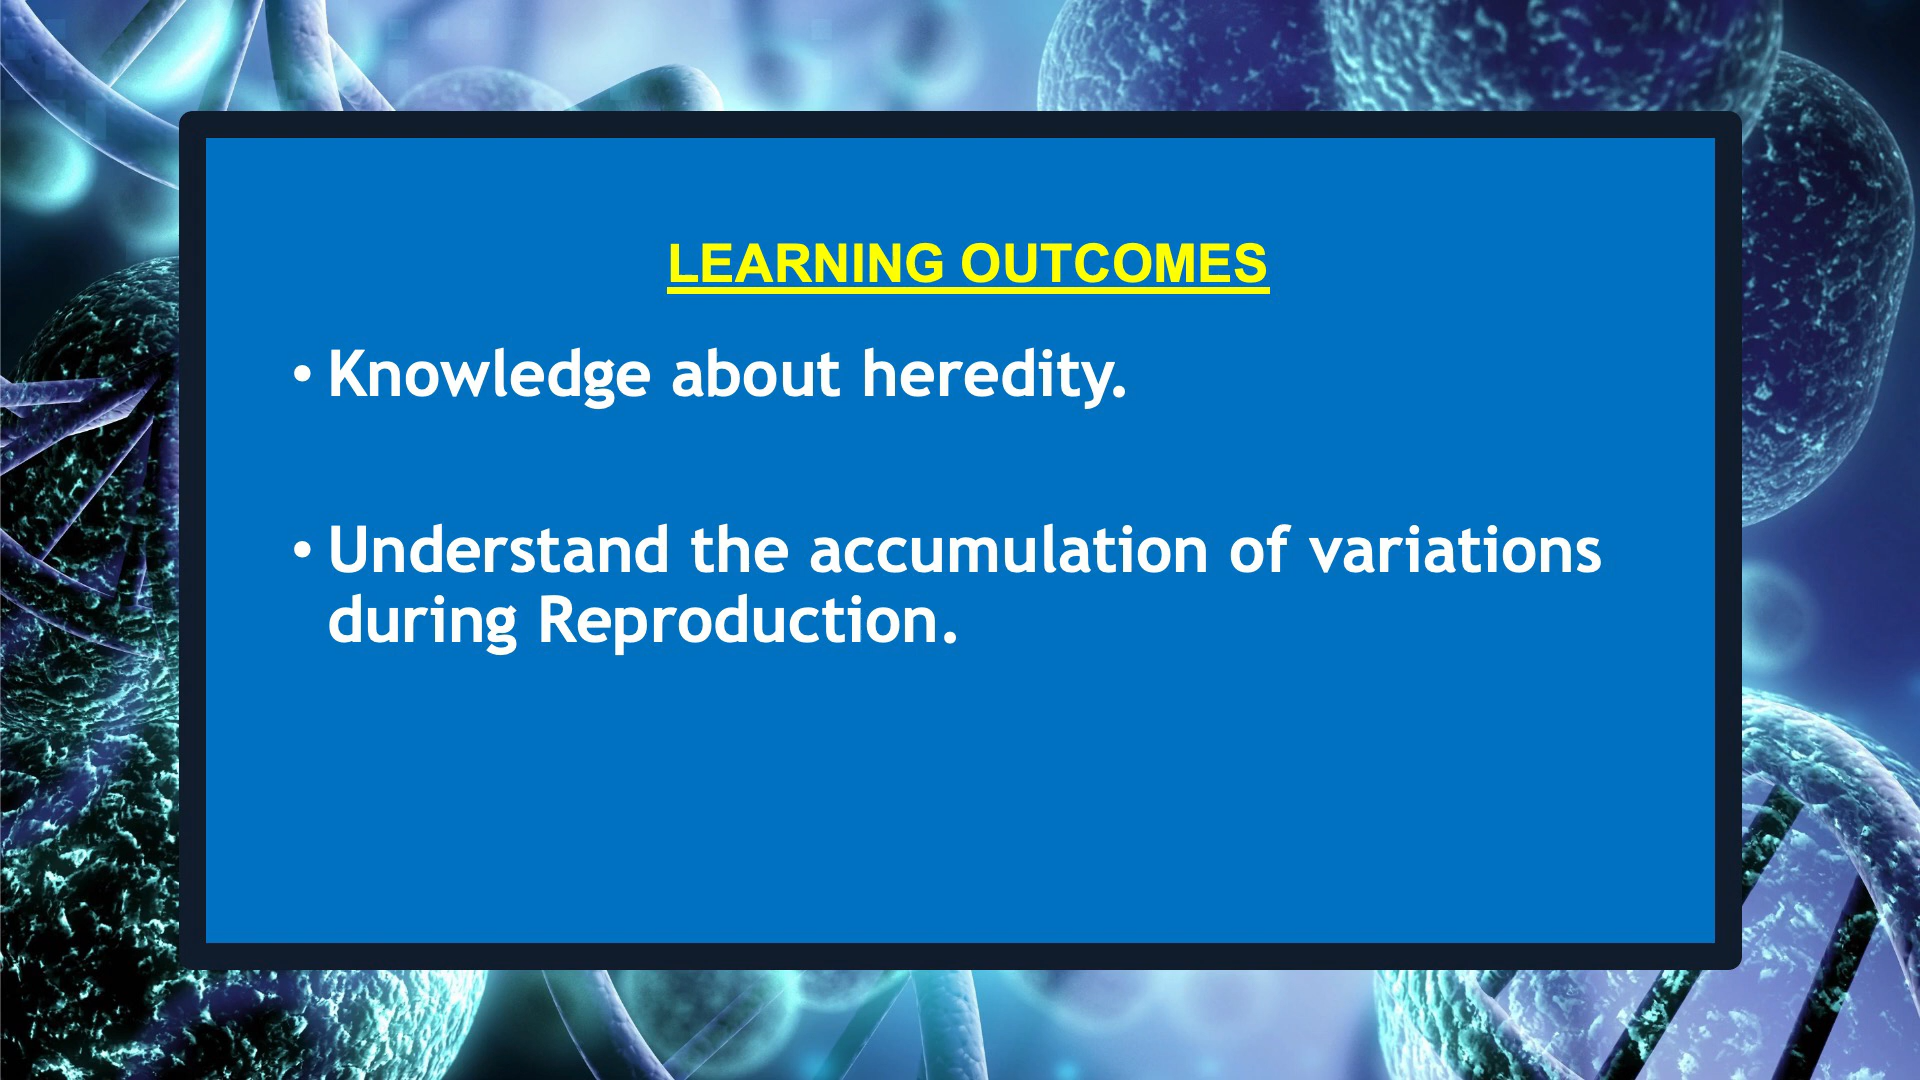 LEARNING OUTCOMES
• Knowledge about heredity.
• Understand the accumulation of variations
during Reproduction.